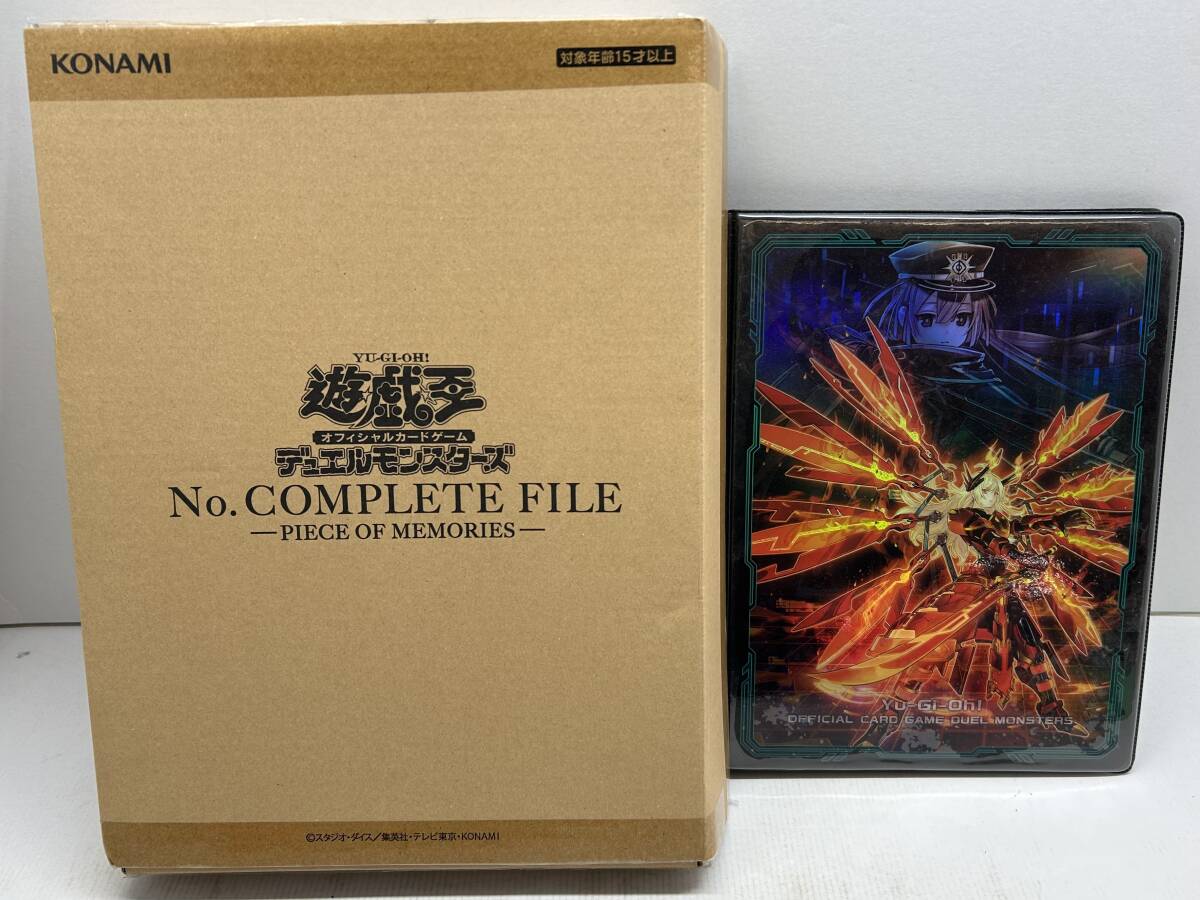 KONAMI
対象年齢15才以上
YU-GI-OH!
遊戯王
オフィシャルカードゲーム
デュエルモンスターズ
No. COMPLETE FILE
—PIECE OF MEMORIES—
©スタジオ・ダイス/集英社・テレビ東京・KONAMI
Yu-Gi-Oh!
OFFICIAL CARD GAME DUEL MONSTERS